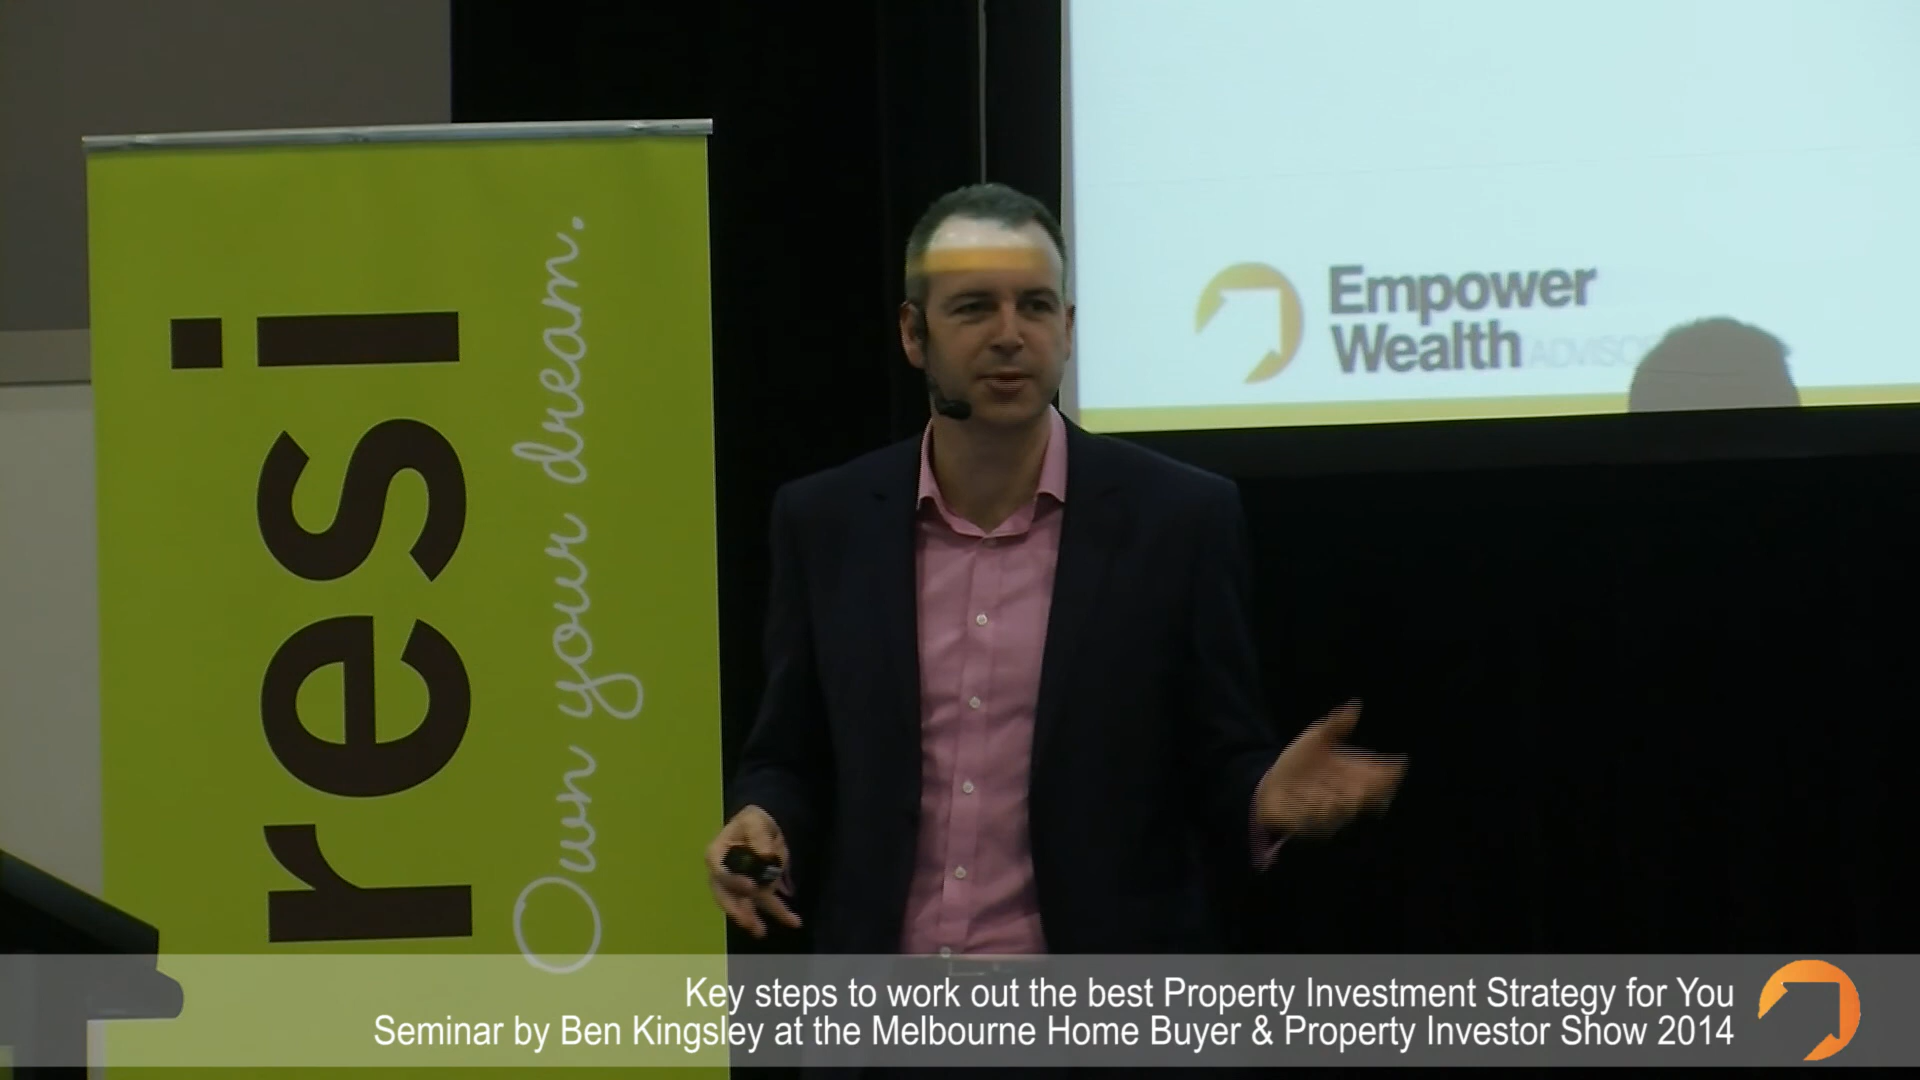 resi
Own your dream.
Empower
Wealth
Key steps to work out the best Property Investment Strategy for You
Seminar by Ben Kingsley at the Melbourne Home Buyer & Property Investor Show 2014